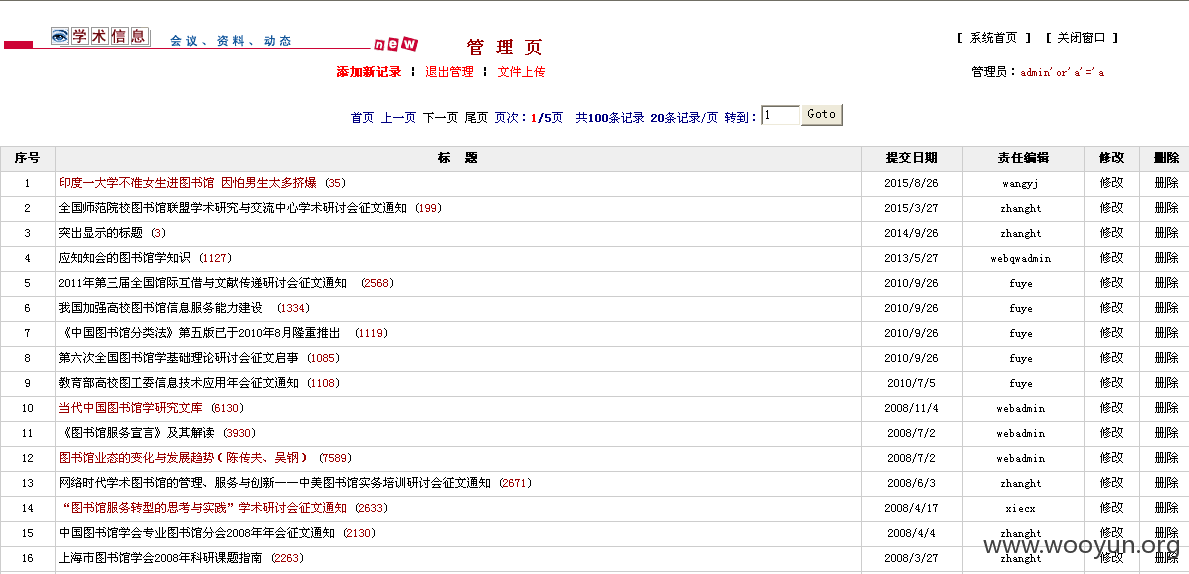 学术信息 会议、资料、动态 new 管理页 [ 系统首页 ] [ 关闭窗口 ]
添加新记录 ┇ 退出管理 ┇ 文件上传 管理员：admin'or'a'='a
首页 上一页 下一页 尾页 页次：1/5页 共100条记录 20条记录/页 转到：1 Goto
序号 标 题 提交日期 责任编辑 修改 删除
1 印度一大学不准女生进图书馆 因怕男生太多挤爆 (35) 2015/8/26 wangyj 修改 删除
2 全国师范院校图书馆联盟学术研究与交流中心学术研讨会征文通知 (199) 2015/3/27 zhanght 修改 删除
3 突出显示的标题 (3) 2014/9/26 zhanght 修改 删除
4 应知知会的图书馆学知识 (1127) 2013/5/27 webqwadmin 修改 删除
5 2011年第三届全国馆际互借与文献传递研讨会征文通知 (2568) 2010/9/26 fuye 修改 删除
6 我国加强高校图书馆信息服务能力建设 (1334) 2010/9/26 fuye 修改 删除
7 《中国图书馆分类法》第五版已于2010年8月隆重推出 (1119) 2010/9/26 fuye 修改 删除
8 第六次全国图书馆学基础理论研讨会征文启事 (1085) 2010/9/26 fuye 修改 删除
9 教育部高校图工委信息技术应用年会征文通知 (1108) 2010/7/5 fuye 修改 删除
10 当代中国图书馆学研究文库 (6130) 2008/11/4 webadmin 修改 删除
11 《图书馆服务宣言》及其解读 (3930) 2008/7/2 webadmin 修改 删除
12 图书馆业态的变化与发展趋势（陈传夫、吴钢） (7589) 2008/7/2 webadmin 修改 删除
13 网络时代学术图书馆的管理、服务与创新——中美图书馆实务培训研讨会征文通知 (2671) 2008/6/3 zhanght 修改 删除
14 “图书馆服务转型的思考与实践”学术研讨会征文通知 (2633) 2008/4/17 xiecx 修改 删除
15 中国图书馆学会专业图书馆分会2008年年会征文通知 (2130) 2008/4/4 zhanght 修改 删除
16 上海市图书馆学会2008年科研课题指南 (2263) 2008/3/27 zhanght 修改 删除
www.wooyun.org